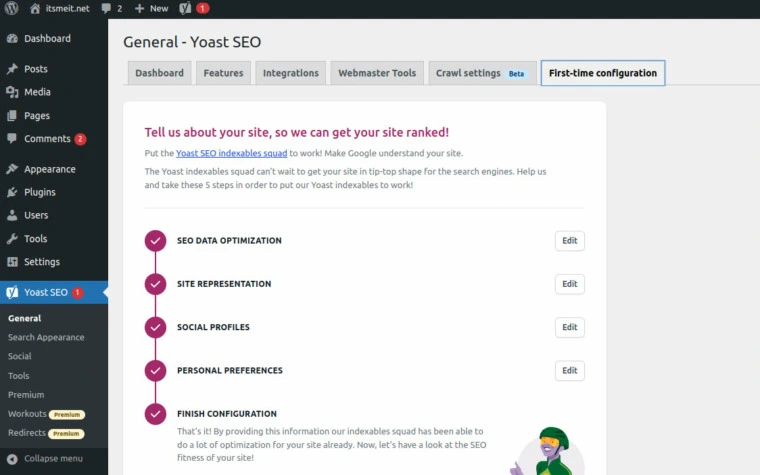 itsmeit.net 2 + New 1
Dashboard
Posts
Media
Pages
Comments 2
Appearance
Plugins
Users
Tools
Settings
Yoast SEO 1
General
Search Appearance
Social
Tools
Premium
Workouts Premium
Redirects Premium
Collapse menu
General - Yoast SEO
Dashboard Features Integrations Webmaster Tools Crawl settings Beta First-time configuration
Tell us about your site, so we can get your site ranked!
Put the Yoast SEO indexables squad to work! Make Google understand your site.
The Yoast indexables squad can't wait to get your site in tip-top shape for the search engines. Help us
and take these 5 steps in order to put our Yoast indexables to work!
SEO DATA OPTIMIZATION Edit
SITE REPRESENTATION Edit
SOCIAL PROFILES Edit
PERSONAL PREFERENCES Edit
FINISH CONFIGURATION
That's it! By providing this information our indexables squad has been able to
do a lot of optimization for your site already. Now, let's have a look at the SEO
fitness of your site!